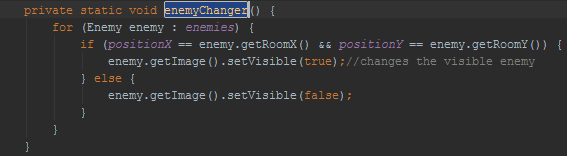 private static void enemyChanger() {
for (Enemy enemy : enemies) {
if (positionX == enemy.getRoomX() && positionY == enemy.getRoomY()) {
enemy.getImage().setVisible(true);//changes the visible enemy
} else {
enemy.getImage().setVisible(false);
}
}
}